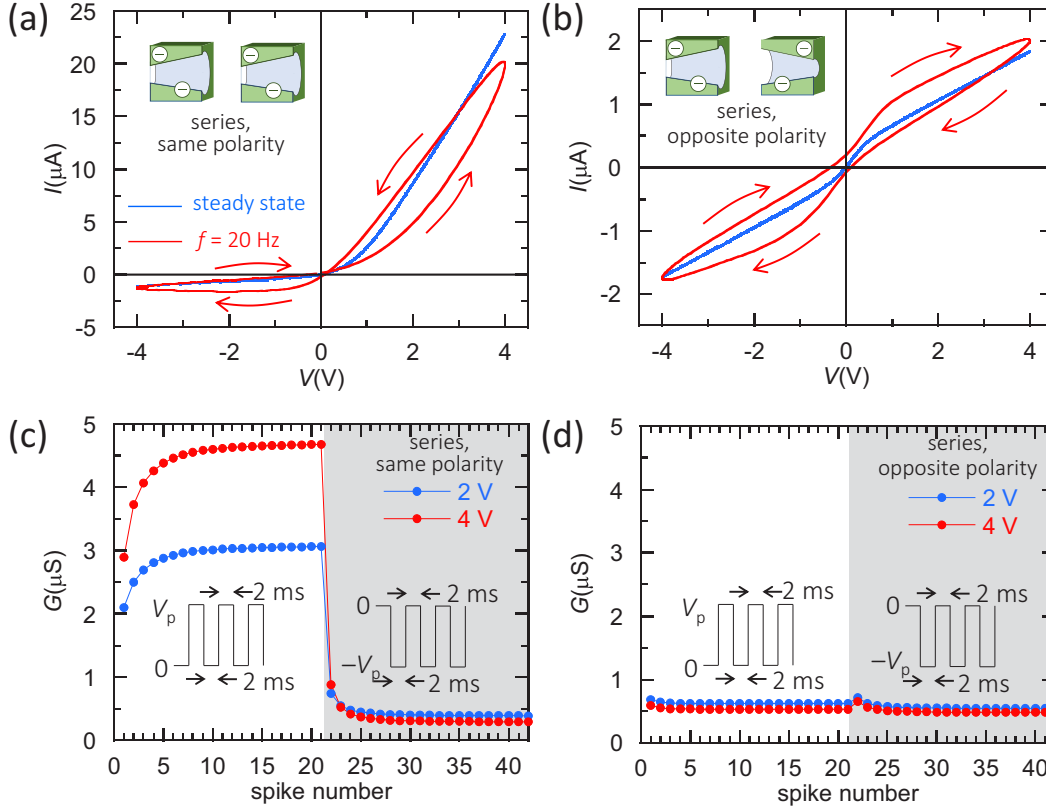 (a)
25
20
15
10
5
0
-5
I(μA)
−
−
−
−
series,
same polarity
steady state
f = 20 Hz
-4
-2
0
2
4
V(V)
(b)
2
1
0
-1
-2
I(μA)
−
−
−
−
series,
opposite polarity
-4
-2
0
2
4
V(V)
(c)
5
4
3
2
1
0
G(μS)
series,
same polarity
2 V
4 V
2 ms
Vp
0
2 ms
2 ms
0
−Vp
2 ms
0
5
10
15
20
25
30
35
40
spike number
(d)
5
4
3
2
1
0
G(μS)
series,
opposite polarity
2 V
4 V
2 ms
Vp
0
2 ms
2 ms
0
−Vp
2 ms
0
5
10
15
20
25
30
35
40
spike number